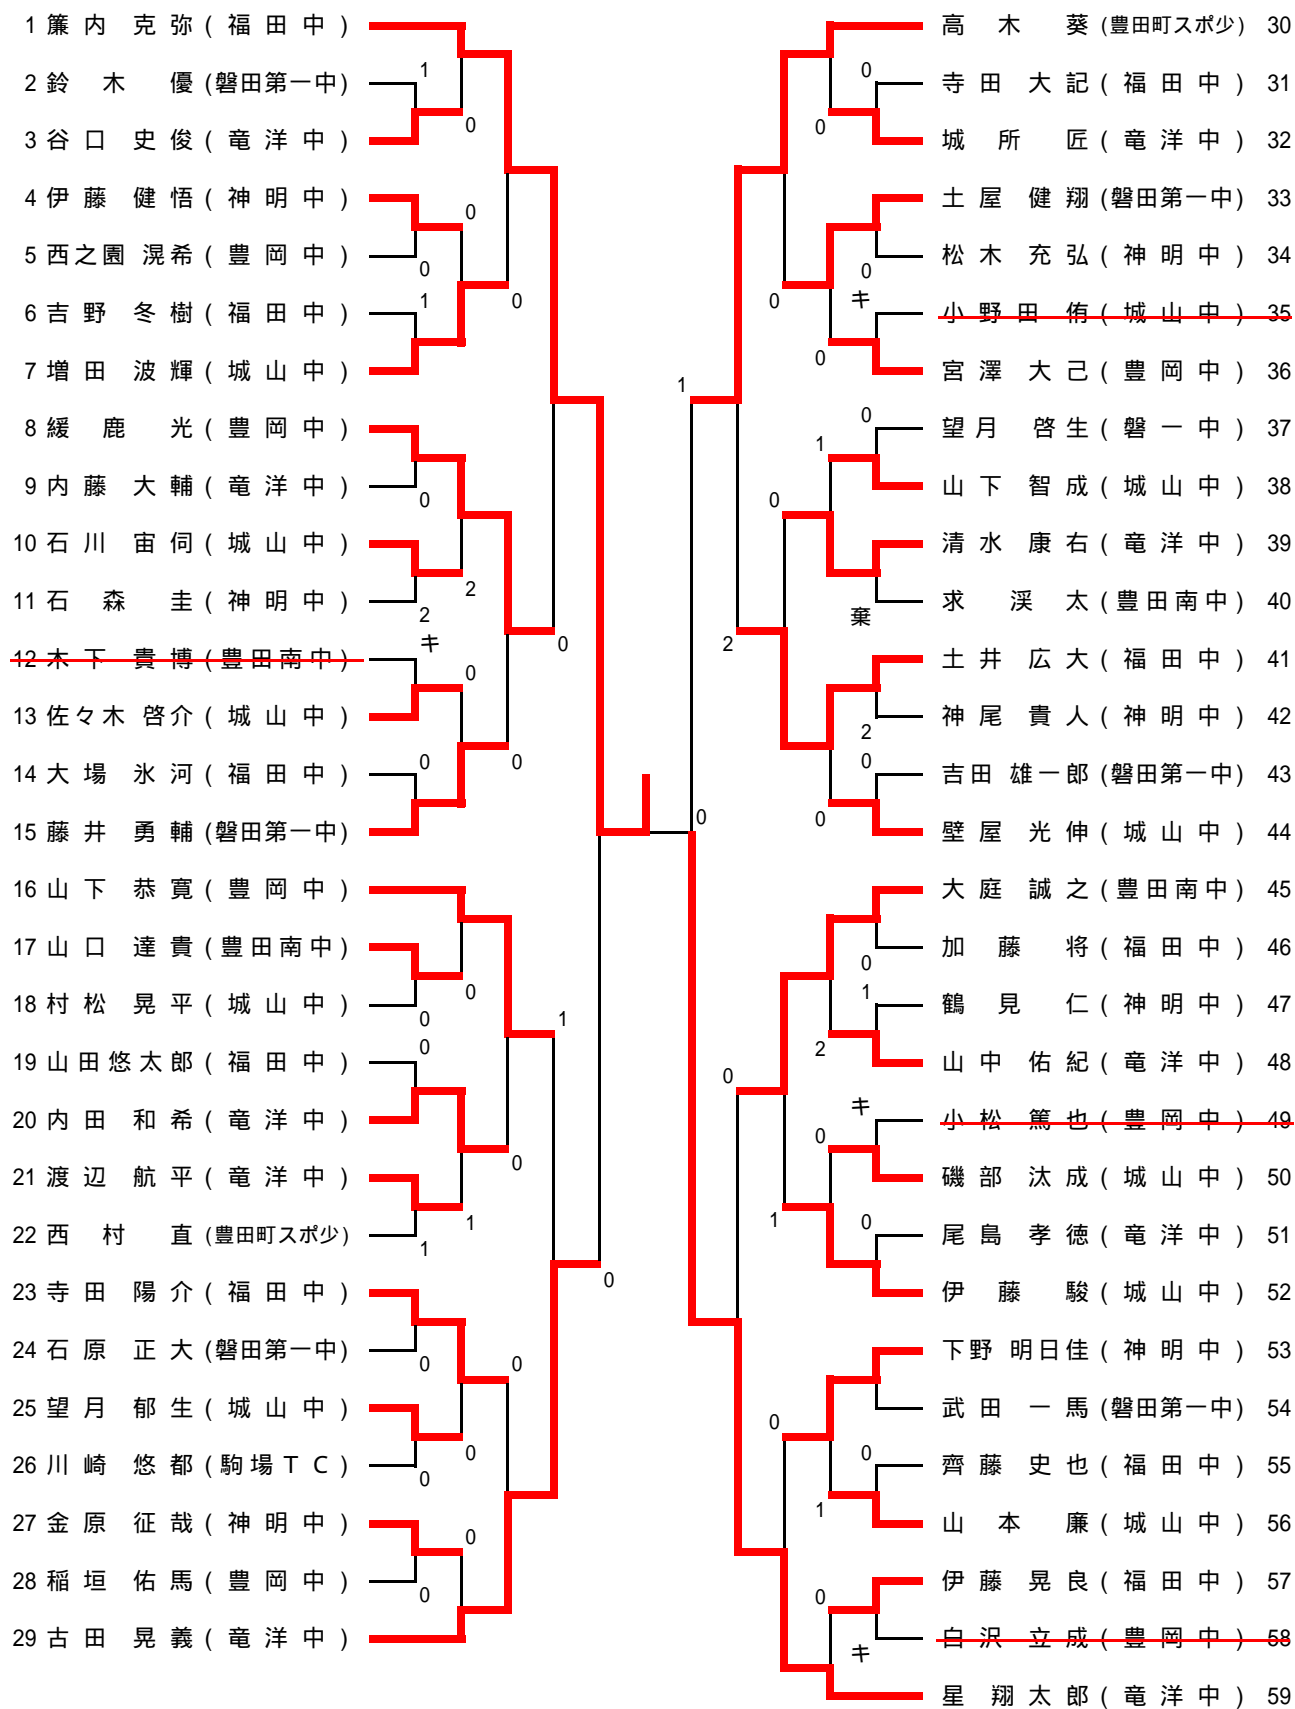 1 簾内 克弥 (福田中)
2 鈴木 優 (磐田第一中)
3 谷口 史俊 (竜洋中)
4 伊藤 健悟 (神明中)
5 西之園 滉希 (豊岡中)
6 吉野 冬樹 (福田中)
7 増田 波輝 (城山中)
8 緩鹿 光 (豊岡中)
9 内藤 大輔 (竜洋中)
10 石川 宙伺 (城山中)
11 石森 圭 (神明中)
12 木下 貴博 (豊田南中)
13 佐々木 啓介 (城山中)
14 大場 氷河 (福田中)
15 藤井 勇輔 (磐田第一中)
16 山下 恭寛 (豊岡中)
17 山口 達貴 (豊田南中)
18 村松 晃平 (城山中)
19 山田悠太郎 (福田中)
20 内田 和希 (竜洋中)
21 渡辺 航平 (竜洋中)
22 西村 直 (豊田町スポ少)
23 寺田 陽介 (福田中)
24 石原 正大 (磐田第一中)
25 望月 郁生 (城山中)
26 川崎 悠都 (駒場TC)
27 金原 征哉 (神明中)
28 稲垣 佑馬 (豊岡中)
29 古田 晃義 (竜洋中)
1
0
0
0
1
0
0
2
2
キ
0
0
0
0
0
0
0
1
0
1
1
0
0
0
0
0
0
0
0
1
0
0
0
キ
0
0
1
0
棄
2
2
0
0
0
1
2
0
キ
0
0
1
0
0
1
0
キ
高木 葵 (豊田町スポ少) 30
寺田 大記 (福田中) 31
城所 匠 (竜洋中) 32
土屋 健翔 (磐田第一中) 33
松木 充弘 (神明中) 34
小野田 侑 (城山中) 35
宮澤 大己 (豊岡中) 36
望月 啓生 (磐一中) 37
山下 智成 (城山中) 38
清水 康右 (竜洋中) 39
求 渓太 (豊田南中) 40
土井 広大 (福田中) 41
神尾 貴人 (神明中) 42
吉田 雄一郎 (磐田第一中) 43
壁屋 光伸 (城山中) 44
大庭 誠之 (豊田南中) 45
加藤 将 (福田中) 46
鶴見 仁 (神明中) 47
山中 佑紀 (竜洋中) 48
小松 篤也 (豊岡中) 49
磯部 汰成 (城山中) 50
尾島 孝徳 (竜洋中) 51
伊藤 駿 (城山中) 52
下野 明日佳 (神明中) 53
武田 一馬 (磐田第一中) 54
齊藤 史也 (福田中) 55
山本 廉 (城山中) 56
伊藤 晃良 (福田中) 57
白沢 立成 (豊岡中) 58
星 翔太郎 (竜洋中) 59